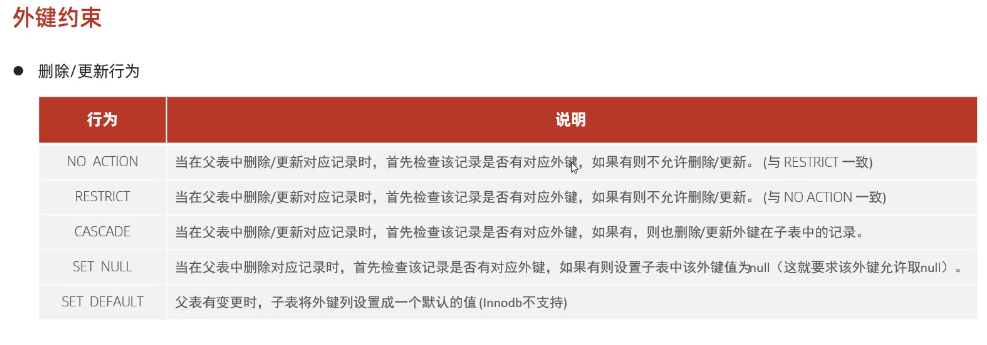 外键约束
● 删除/更新行为
行为 说明
NO ACTION 当在父表中删除/更新对应记录时，首先检查该记录是否有对应外键，如果有则不允许删除/更新。 (与 RESTRICT 一致)
RESTRICT 当在父表中删除/更新对应记录时，首先检查该记录是否有对应外键，如果有则不允许删除/更新。 (与 NO ACTION 一致)
CASCADE 当在父表中删除/更新对应记录时，首先检查该记录是否有对应外键，如果有，则也删除/更新外键在子表中的记录。
SET NULL 当在父表中删除对应记录时，首先检查该记录是否有对应外键，如果有则设置子表中该外键值为null（这就要求该外键允许取null）。
SET DEFAULT 父表有变更时，子表将外键列设置成一个默认的值 (Innodb不支持)